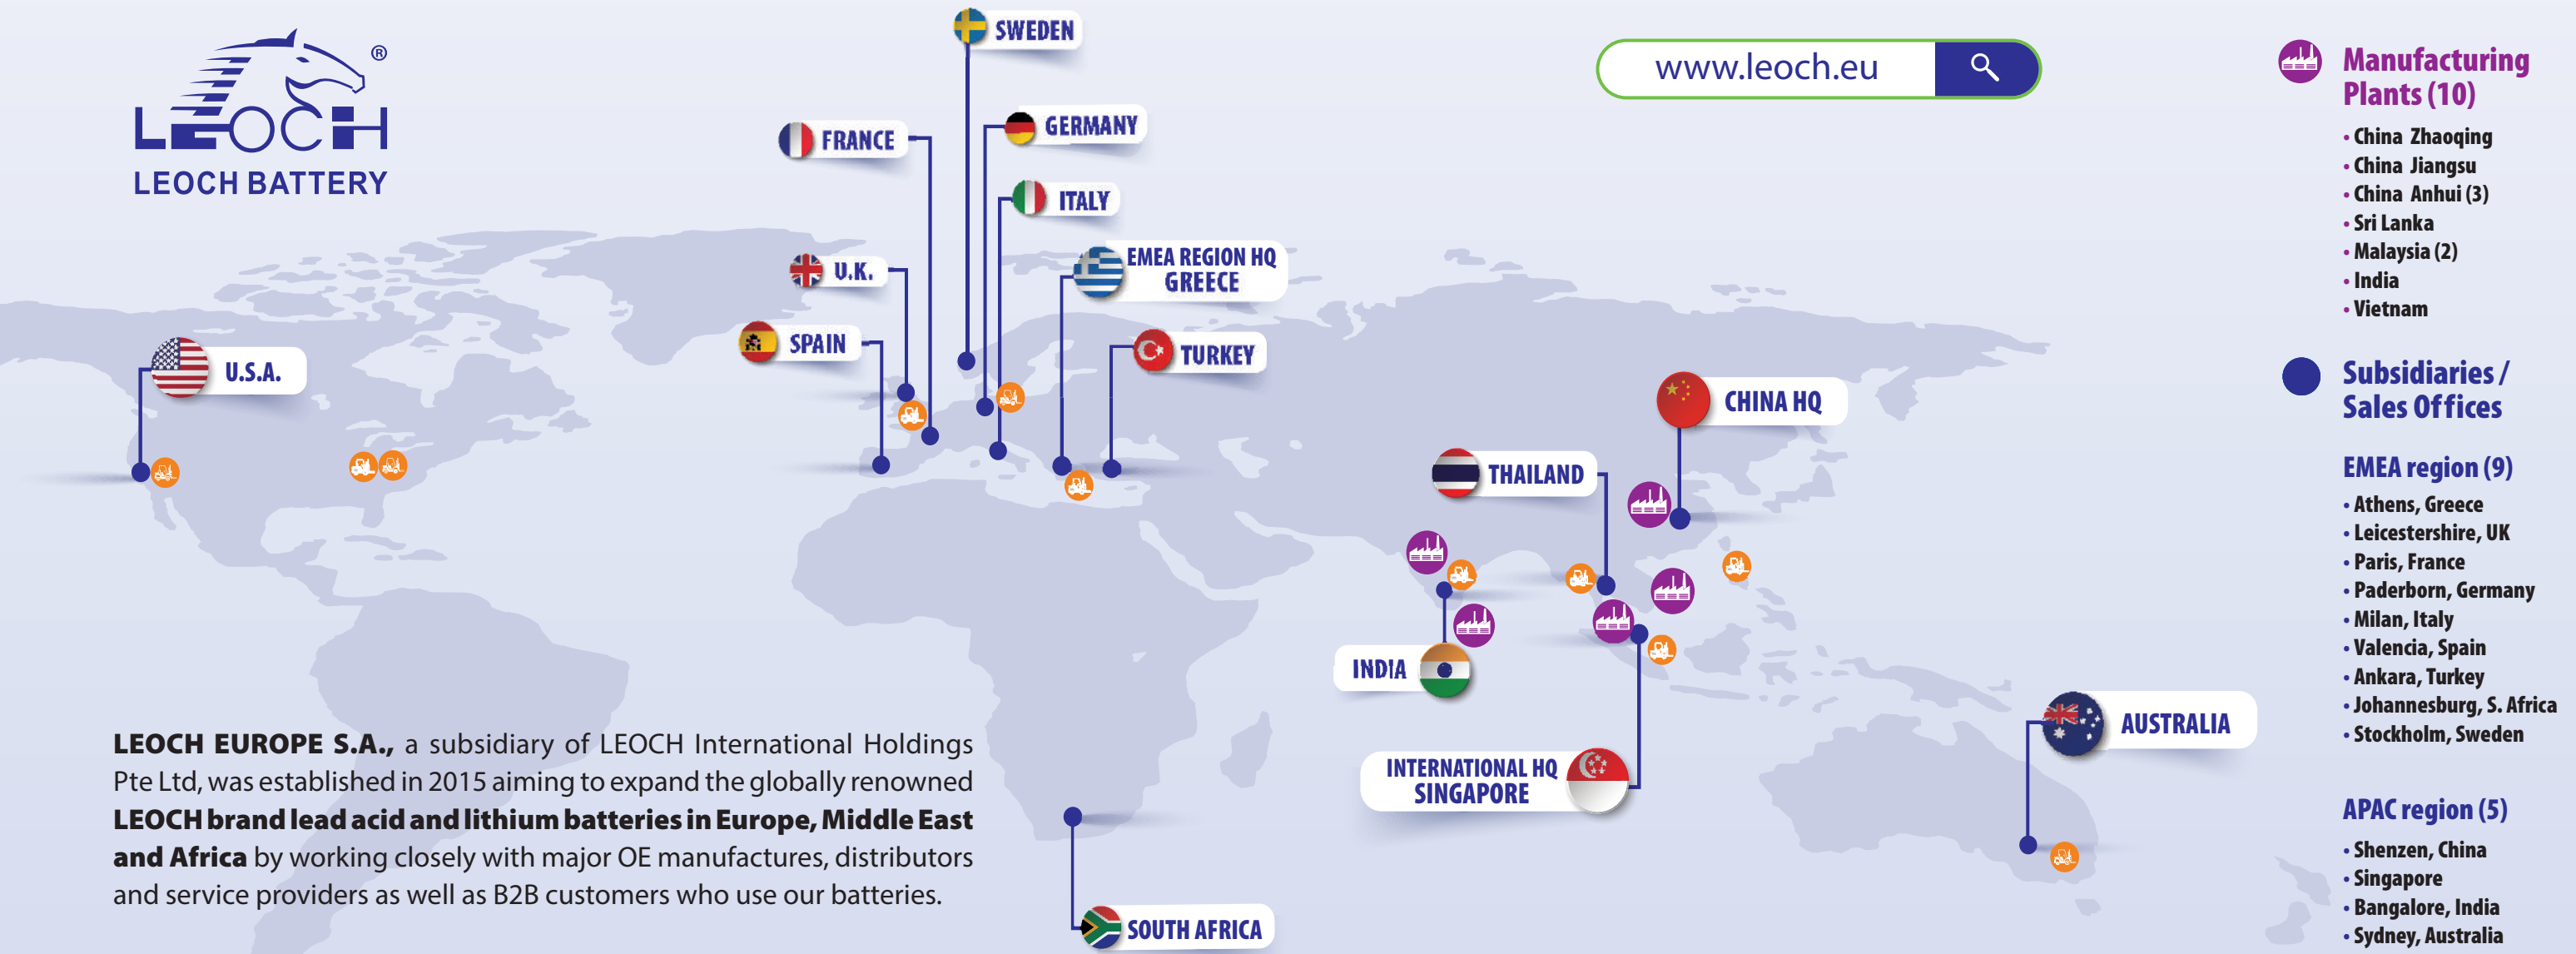 ®
LEOCH
LEOCH BATTERY
SWEDEN
www.leoch.eu
FRANCE
GERMANY
ITALY
U.K.
EMEA REGION HQ
GREECE
SPAIN
TURKEY
U.S.A.
CHINA HQ
THAILAND
INDIA
INTERNATIONAL HQ
SINGAPORE
AUSTRALIA
SOUTH AFRICA
LEOCH EUROPE S.A., a subsidiary of LEOCH International Holdings
Pte Ltd, was established in 2015 aiming to expand the globally renowned
LEOCH brand lead acid and lithium batteries in Europe, Middle East
and Africa by working closely with major OE manufactures, distributors
and service providers as well as B2B customers who use our batteries.
Manufacturing
Plants (10)
• China Zhaoqing
• China Jiangsu
• China Anhui (3)
• Sri Lanka
• Malaysia (2)
• India
• Vietnam
Subsidiaries /
Sales Offices
EMEA region (9)
• Athens, Greece
• Leicestershire, UK
• Paris, France
• Paderborn, Germany
• Milan, Italy
• Valencia, Spain
• Ankara, Turkey
• Johannesburg, S. Africa
• Stockholm, Sweden
APAC region (5)
• Shenzen, China
• Singapore
• Bangalore, India
• Sydney, Australia